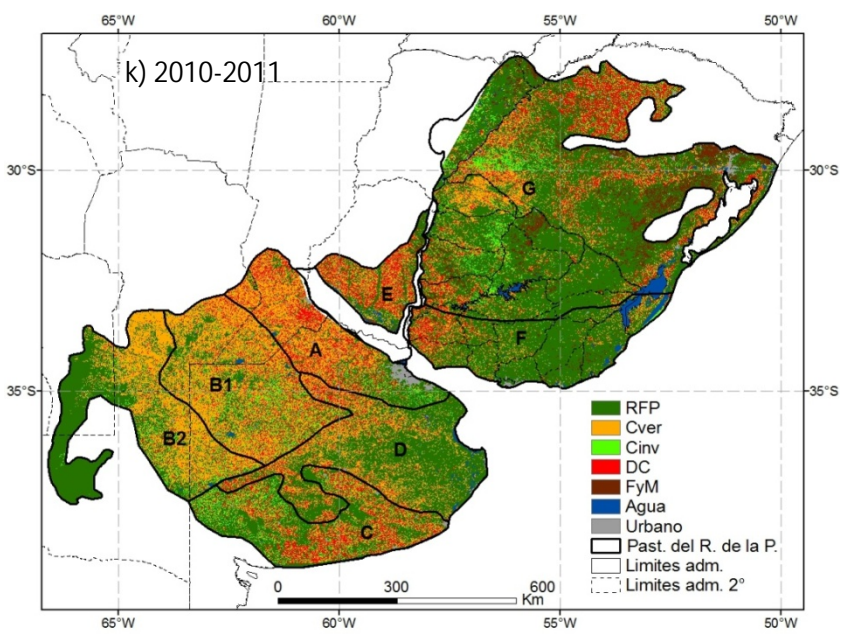 65°W 60°W 55°W 50°W
k) 2010-2011
30°S 30°S
G
E
A
F
B1
35°S 35°S
B2
D
C
RFP
Cver
Cinv
DC
FyM
Agua
Urbano
Past. del R. de la P.
Limites adm.
Limites adm. 2°
0 300 600
Km
65°W 60°W 55°W 50°W